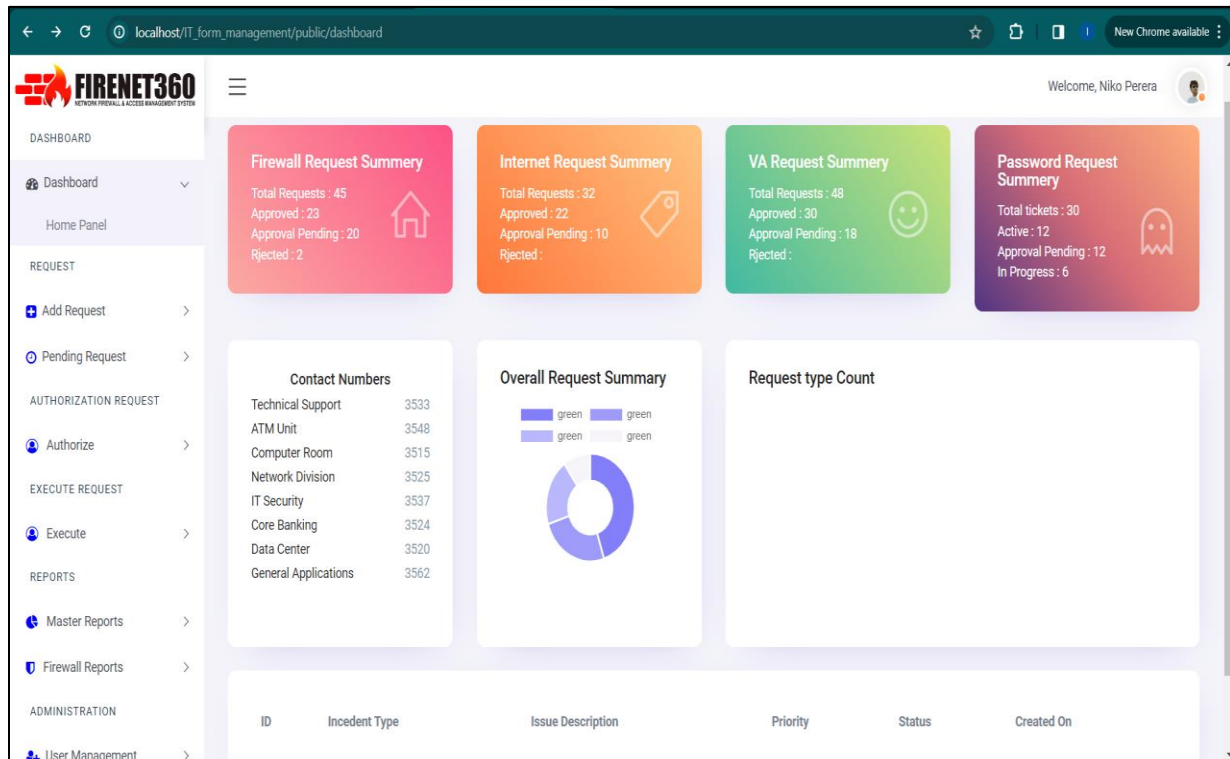 localhost/IT_form_management/public/dashboard
New Chrome available
FIRENET360
NETWORK FIREWALL & ACCESS MANAGEMENT SYSTEM
Welcome, Niko Perera
DASHBOARD
Dashboard
Home Panel
REQUEST
Add Request
Pending Request
AUTHORIZATION REQUEST
Authorize
EXECUTE REQUEST
Execute
REPORTS
Master Reports
Firewall Reports
ADMINISTRATION
User Management
Firewall Request Summery
Total Requests : 45
Approved : 23
Approval Pending : 20
Rjected : 2
Internet Request Summery
Total Requests : 32
Approved : 22
Approval Pending : 10
Rjected :
VA Request Summery
Total Requests : 48
Approved : 30
Approval Pending : 18
Rjected :
Password Request
Summery
Total tickets : 30
Active : 12
Approval Pending : 12
In Progress : 6
Contact Numbers
Technical Support 3533
ATM Unit 3548
Computer Room 3515
Network Division 3525
IT Security 3537
Core Banking 3524
Data Center 3520
General Applications 3562
Overall Request Summary
green green
green green
Request type Count
ID Incedent Type Issue Description Priority Status Created On